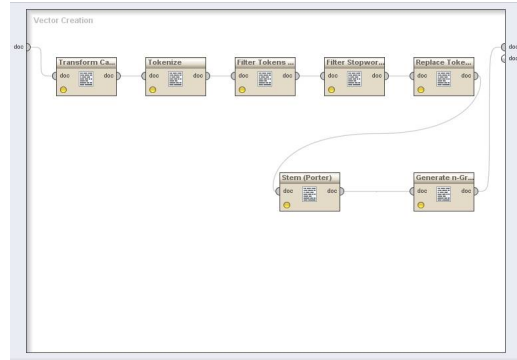 Vector Creation
doc
doc
doc
Transform Ca...
doc doc
Tokenize
doc doc
Filter Tokens ...
doc doc
Filter Stopwor...
doc doc
Replace Toke...
doc doc
Stem (Porter)
doc doc
Generate n-Gr...
doc doc